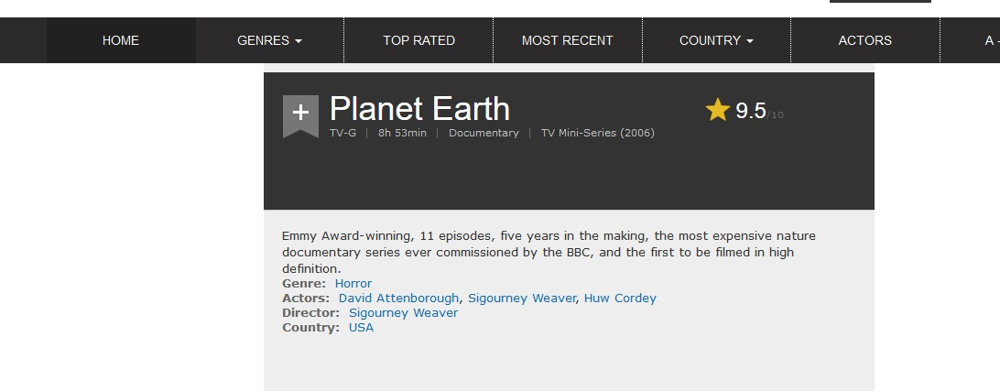 HOME GENRES TOP RATED MOST RECENT COUNTRY ACTORS A -
Planet Earth
9.5/10
TV-G | 8h 53min | Documentary | TV Mini-Series (2006)
Emmy Award-winning, 11 episodes, five years in the making, the most expensive nature
documentary series ever commissioned by the BBC, and the first to be filmed in high
definition.
Genre: Horror
Actors: David Attenborough, Sigourney Weaver, Huw Cordey
Director: Sigourney Weaver
Country: USA